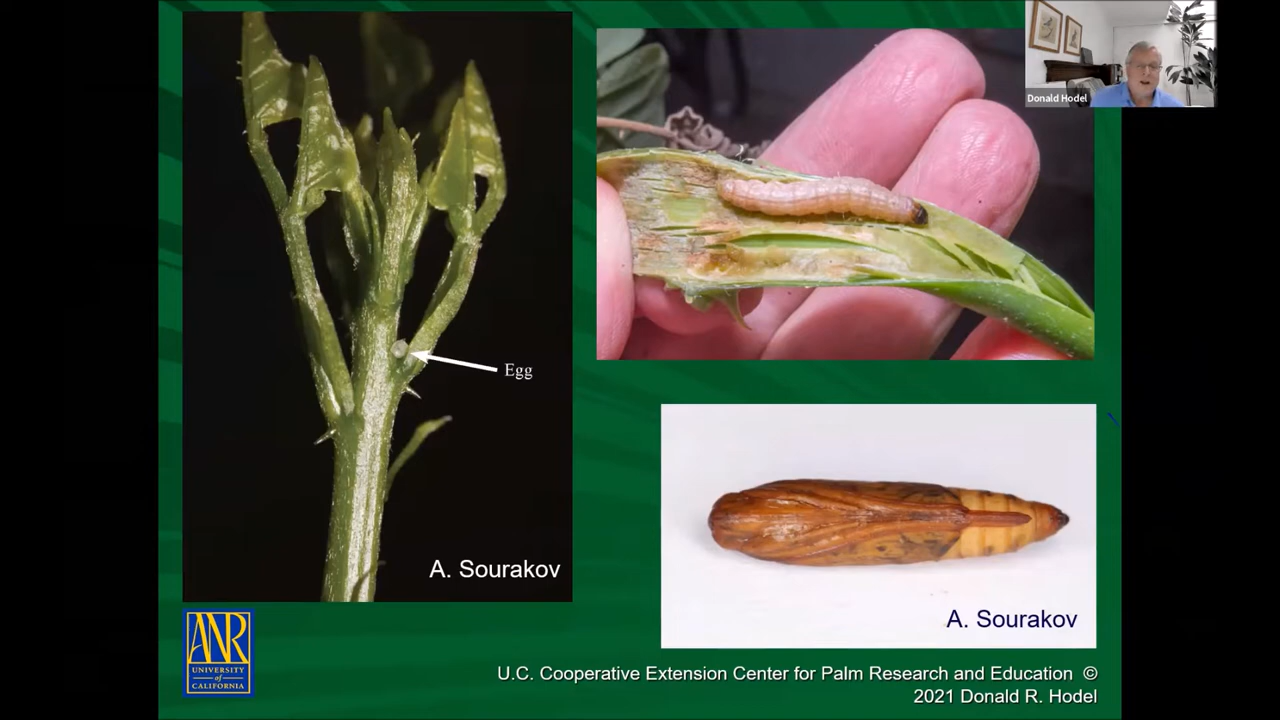 Donald Hodel
Egg
A. Sourakov
A. Sourakov
ANR
UNIVERSITY
of
CALIFORNIA
U.C. Cooperative Extension Center for Palm Research and Education ©
2021 Donald R. Hodel